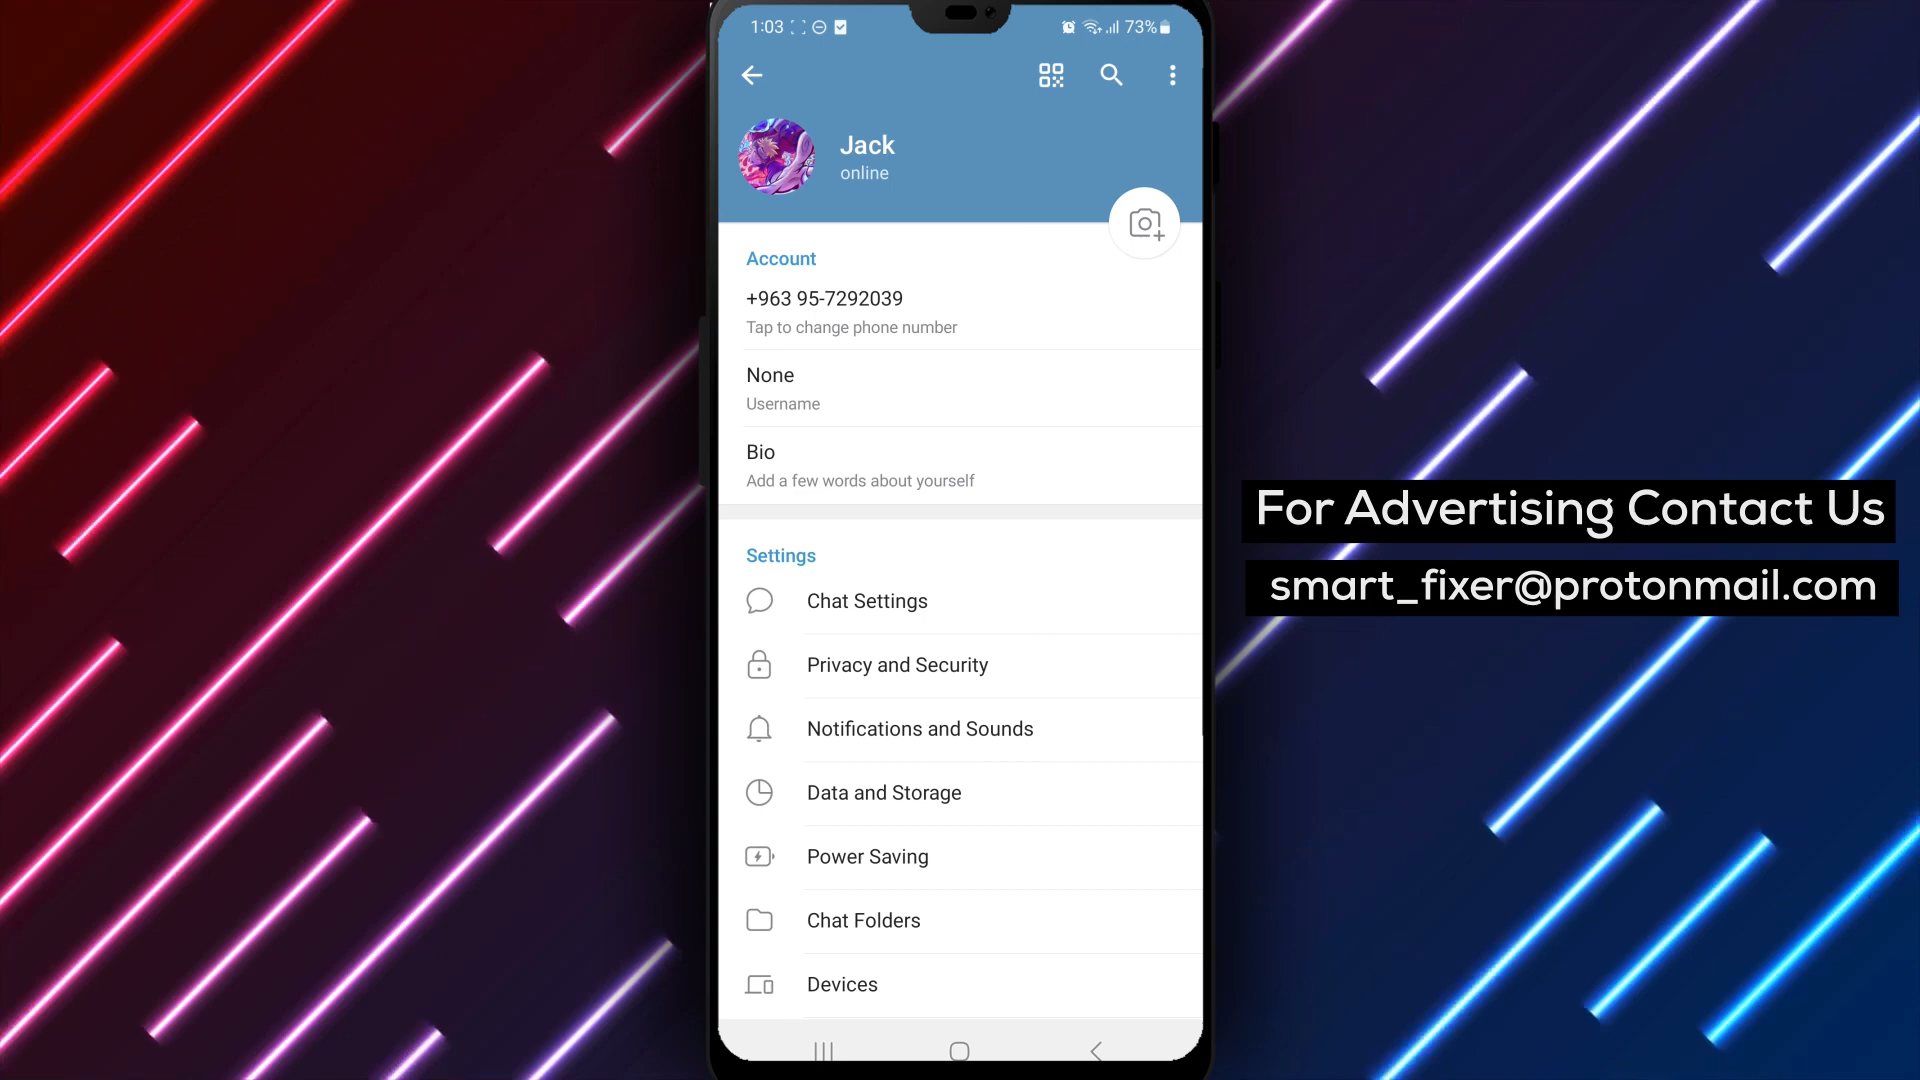 1:03
73%
Jack
online
Account
+963 95-7292039
Tap to change phone number
None
Username
Bio
Add a few words about yourself
Settings
Chat Settings
Privacy and Security
Notifications and Sounds
Data and Storage
Power Saving
Chat Folders
Devices
For Advertising Contact Us
smart_fixer@protonmail.com